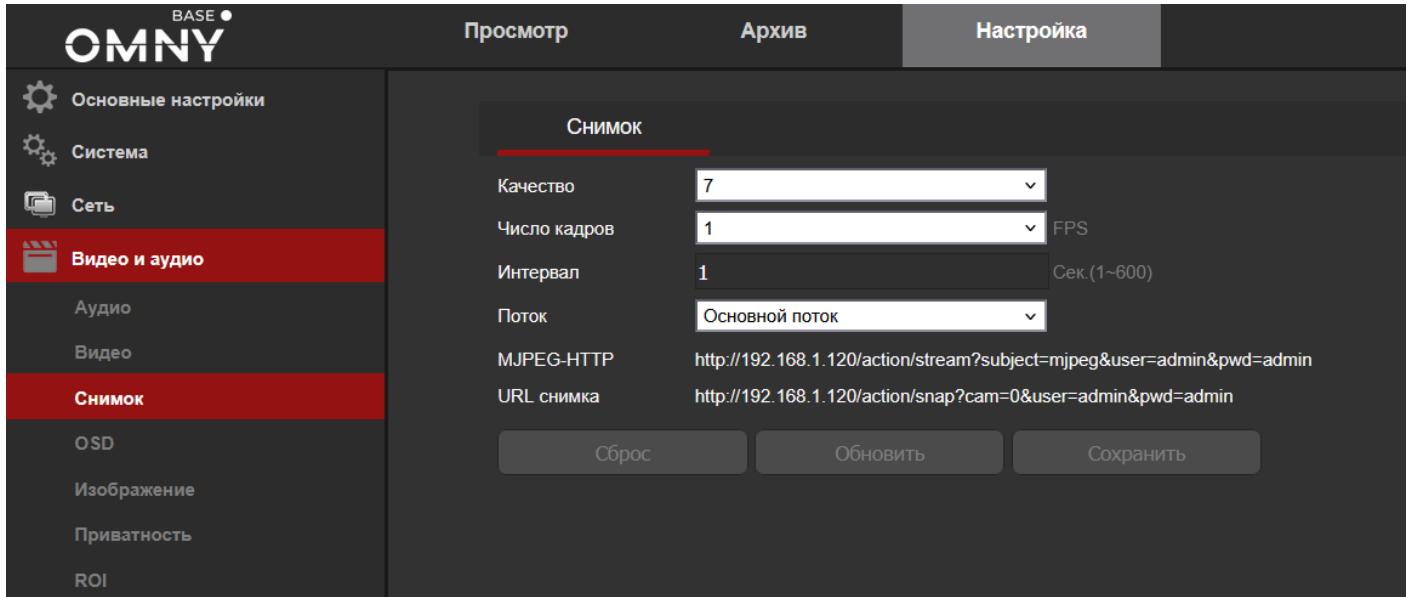 BASE
OMNY
Просмотр Архив Настройка
Основные настройки
Система
Сеть
Видео и аудио
Аудио
Видео
Снимок
OSD
Изображение
Приватность
ROI
Снимок
Качество 7
Число кадров 1 FPS
Интервал 1 Сек.(1~600)
Поток Основной поток
MJPEG-HTTP http://192.168.1.120/action/stream?subject=mjpeg&user=admin&pwd=admin
URL снимка http://192.168.1.120/action/snap?cam=0&user=admin&pwd=admin
Сброс Обновить Сохранить